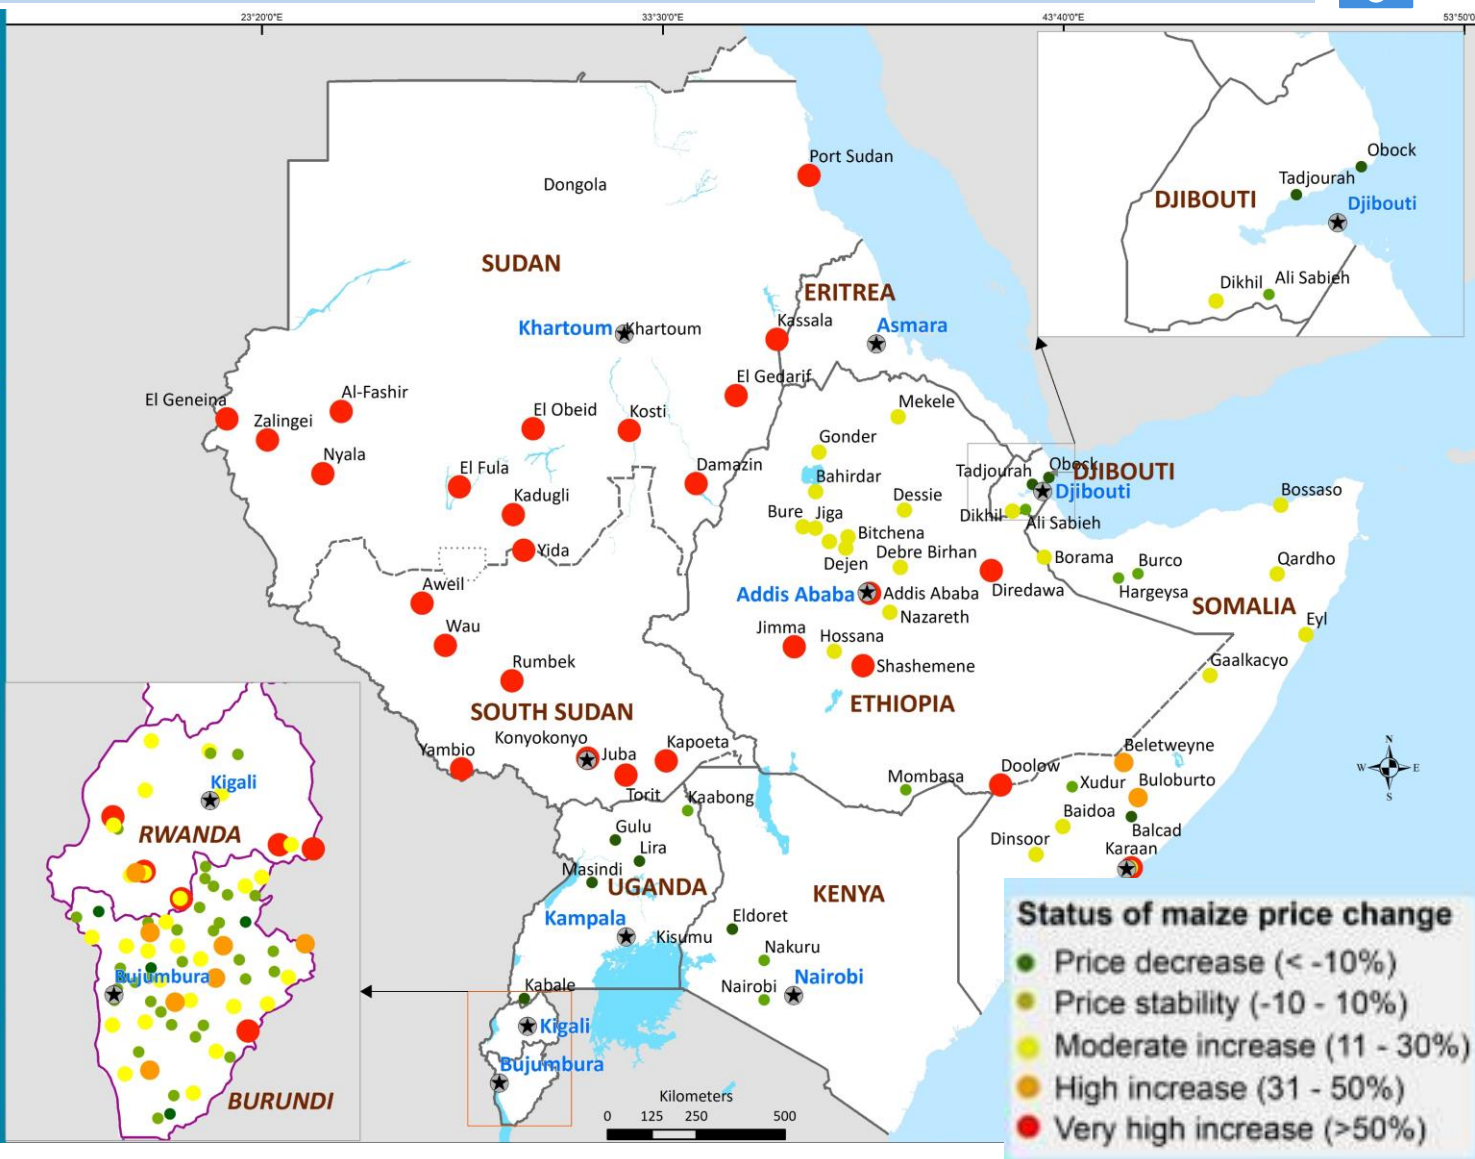 23°20'0"E
33°30'0"E
43°40'0"E
53°50'0"
Port Sudan
Dongola
SUDAN
ERITREA
Khartoum
Khartoum
Kassala
Asmara
El Gedarif
El Geneina
Al-Fashir
Zalingei
El Obeid
Kosti
Nyala
El Fula
Damazin
Kadugli
Yida
Mekele
Gonder
Bahirdar
Dessie
Bure
Jiga
Bitchena
Dejen
Debre Birhan
Diredawa
Addis Ababa
Addis Ababa
Nazareth
Jimma
Hossana
Shashemene
ETHIOPIA
Tadjourah
Obock
DJIBOUTI
Djibouti
Dikhil
Ali Sabieh
DJIBOUTI
Obock
Tadjourah
Djibouti
Dikhil
Ali Sabieh
Bossaso
Borama
Burco
Hargeysa
Qardho
SOMALIA
Eyl
Gaalkacyo
Aweil
Wau
Rumbek
SOUTH SUDAN
Konyokonyo
Juba
Kapoeta
Yambio
Torit
Kaabong
Mombasa
Doolow
Beletweyne
Xudur
Buloburto
Baidoa
Balcad
Dinsoor
Karaan
N
W
E
S
Gulu
Lira
Masindi
UGANDA
Kampala
Kisumu
KENYA
Eldoret
Nakuru
Nairobi
Nairobi
Kabale
Kigali
Bujumbura
Kigali
RWANDA
Bujumbura
BURUNDI
Kilometers
0 125 250 500
Status of maize price change
Price decrease (< -10%)
Price stability (-10 - 10%)
Moderate increase (11 - 30%)
High increase (31 - 50%)
Very high increase (>50%)